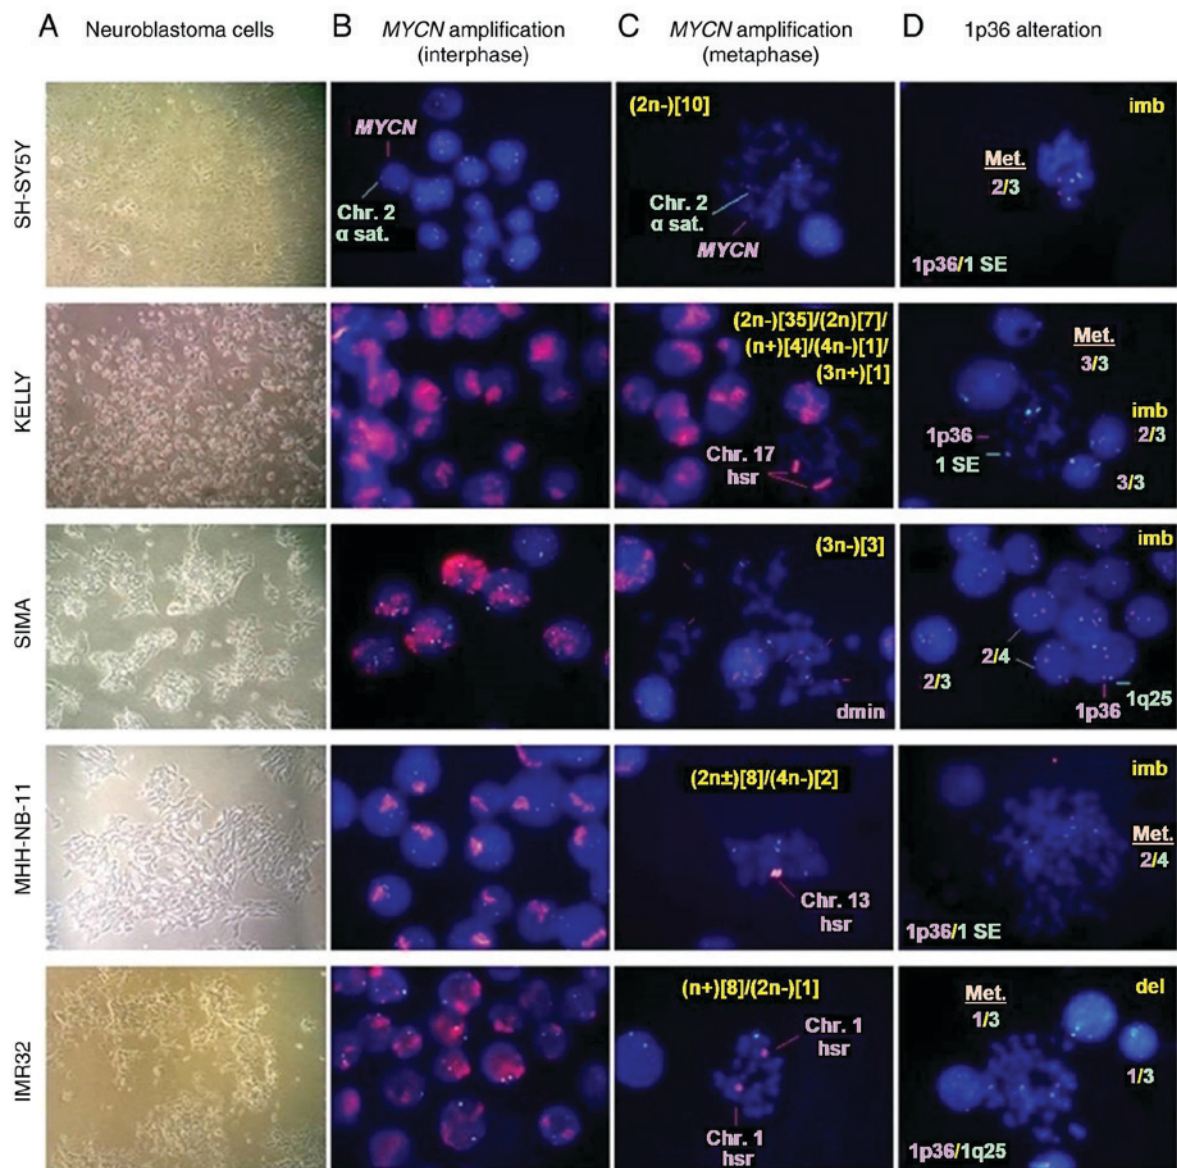 A Neuroblastoma cells
B MYCN amplification
(interphase)
C MYCN amplification
(metaphase)
D 1p36 alteration
SH-SY5Y
MYCN
Chr. 2
α sat.
(2n-)[10]
Chr. 2
α sat.
MYCN
imb
Met.
2/3
1p36/1 SE
KELLY
(2n-)[35]/(2n)[7]/
(n+)[4]/(4n-)[1]/
(3n+)[1]
Chr. 17
hsr
Met.
3/3
imb
2/3
1p36
1 SE
3/3
SIMA
(3n-)[3]
dmin
imb
2/4
2/3
1q25
1p36
MHH-NB-11
(2n±)[8]/(4n-)[2]
Chr. 13
hsr
imb
Met.
2/4
1p36/1 SE
IMR32
(n+)[8]/(2n-)[1]
Chr. 1
hsr
Chr. 1
hsr
Met.
1/3
del
1/3
1p36/1q25